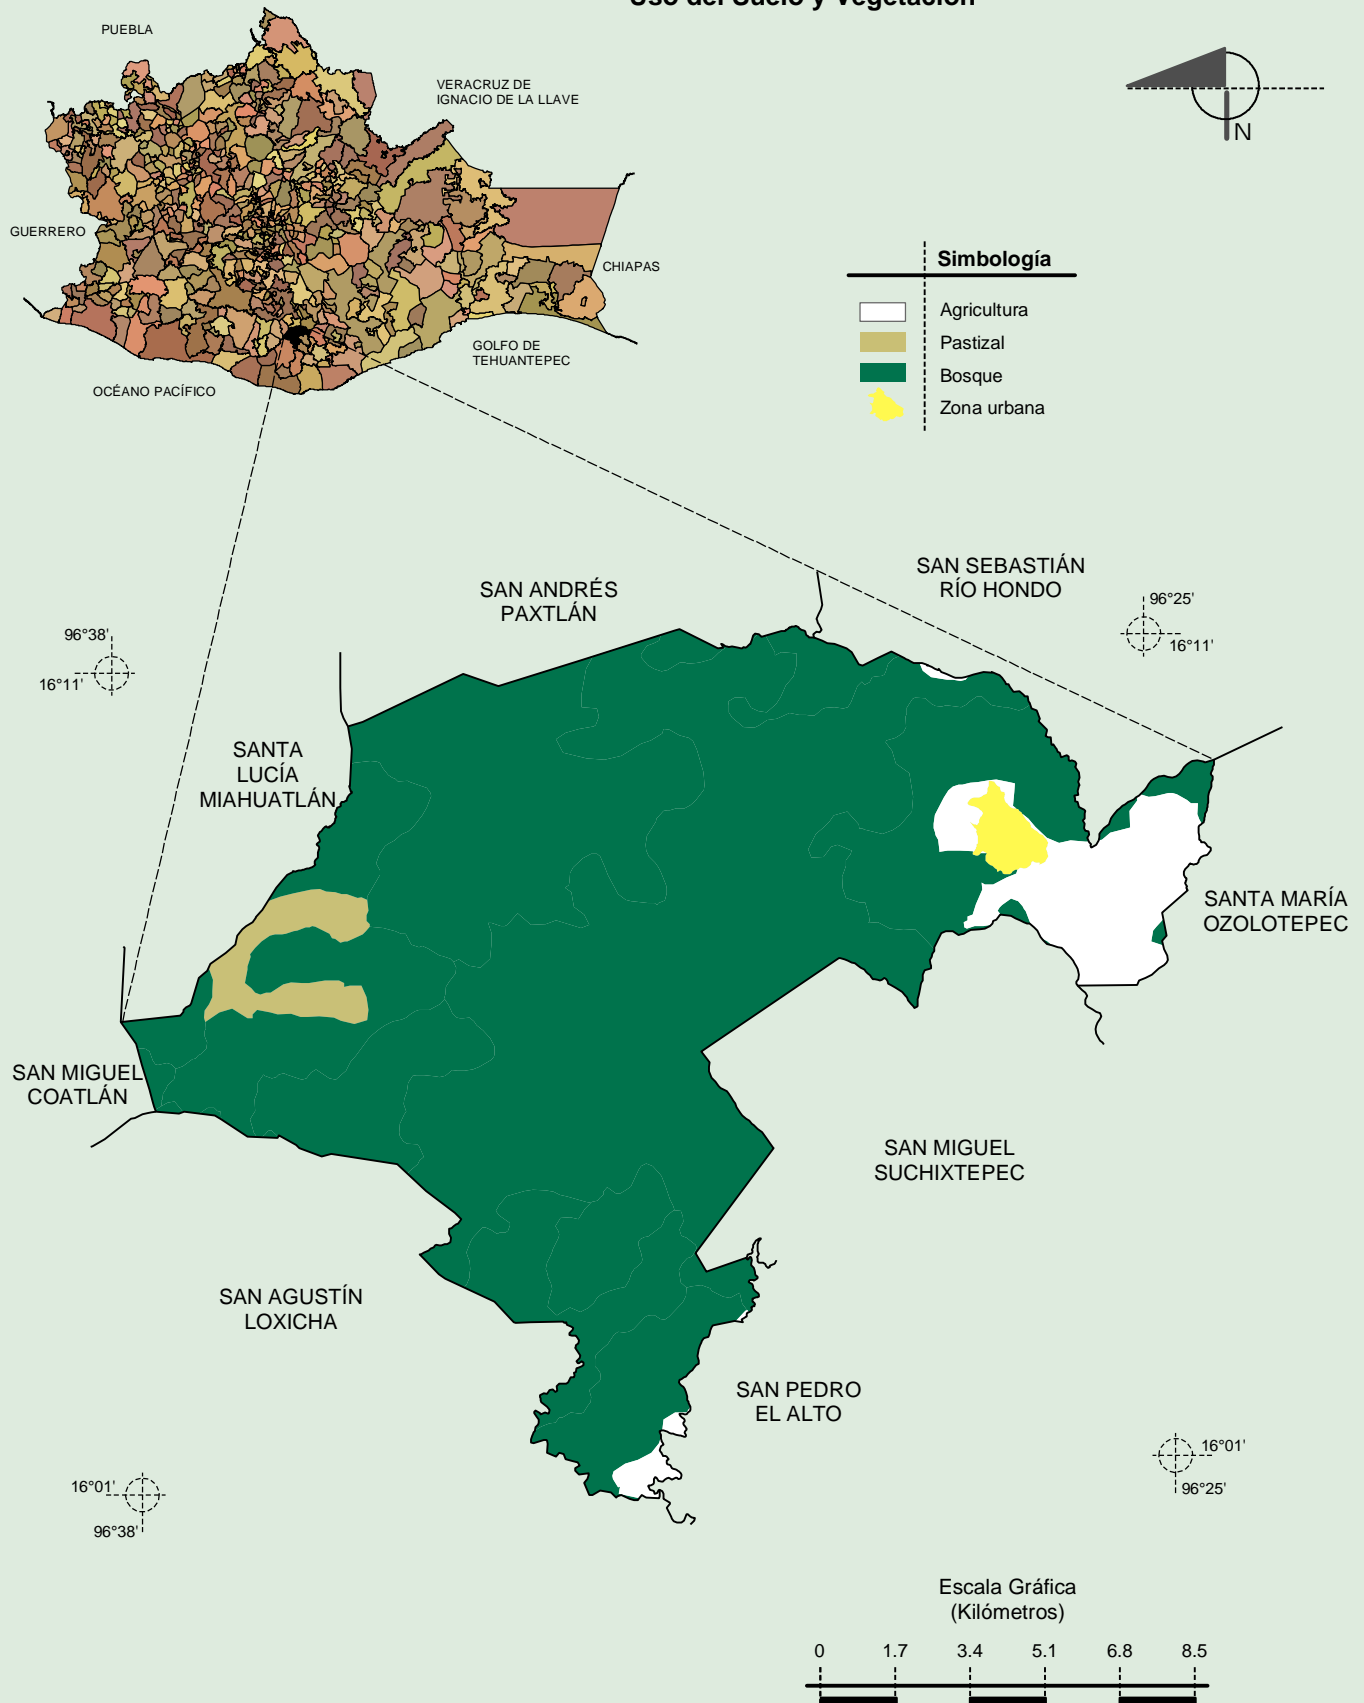 Uso del Suelo y Vegetación
PUEBLA
VERACRUZ DE
IGNACIO DE LA LLAVE
N
GUERRERO
CHIAPAS
GOLFO DE
TEHUANTEPEC
OCÉANO PACÍFICO
Simbología
Agricultura
Pastizal
Bosque
Zona urbana
SAN SEBASTIÁN
RÍO HONDO
SAN ANDRÉS
PAXTLÁN
96°25'
16°11'
96°38'
16°11'
SANTA
LUCÍA
MIAHUATLÁN
SANTA MARÍA
OZOLOTEPEC
SAN MIGUEL
COATLÁN
SAN MIGUEL
SUCHIXTEPEC
SAN AGUSTÍN
LOXICHA
SAN PEDRO
EL ALTO
16°01'
96°25'
16°01'
96°38'
Escala Gráfica
(Kilómetros)
0 1.7 3.4 5.1 6.8 8.5